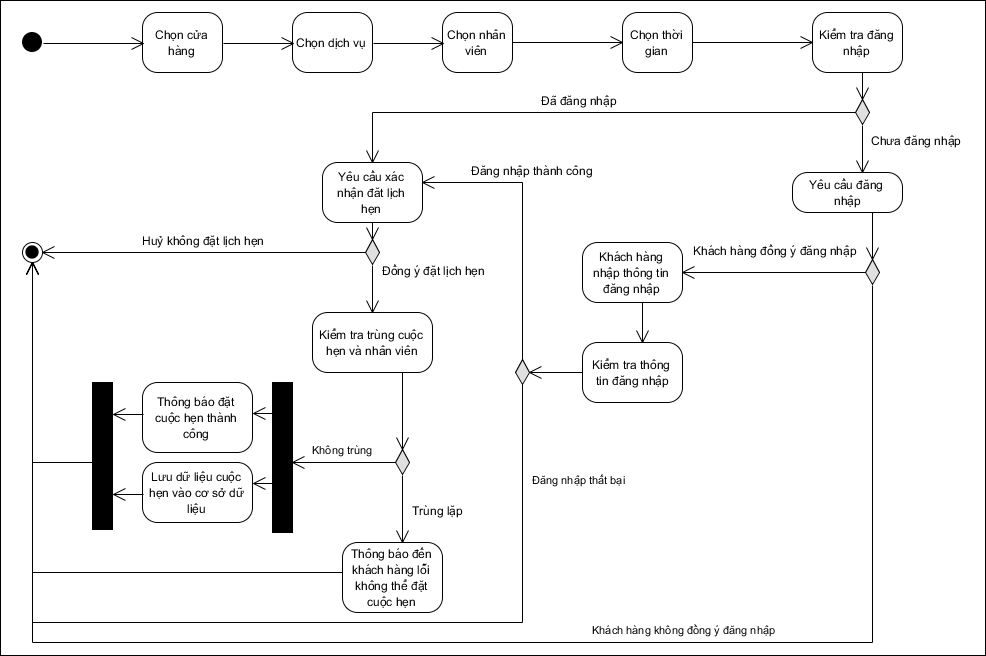 Chọn cửa
hàng
Chọn dịch vụ
Chọn nhân
viên
Chọn thời
gian
Kiểm tra đăng
nhập
Đã đăng nhập
Chưa đăng nhập
Yêu cầu xác
nhận đăt lịch
hẹn
Đăng nhập thành công
Yêu cầu đăng
nhập
Huỷ không đặt lịch hẹn
Đồng ý đặt lịch hẹn
Khách hàng đồng ý đăng nhập
Khách hàng
nhập thông tin
đăng nhập
Kiểm tra trùng cuộc
hẹn và nhân viên
Kiểm tra thông
tin đăng nhập
Thông báo đặt
cuộc hẹn thành
công
Không trùng
Lưu dữ liệu cuộc
hẹn vào cơ sở dữ
liệu
Đăng nhập thất bại
Trùng lặp
Thông báo đến
khách hàng lỗi
không thể đặt
cuộc hẹn
Khách hàng không đồng ý đăng nhập